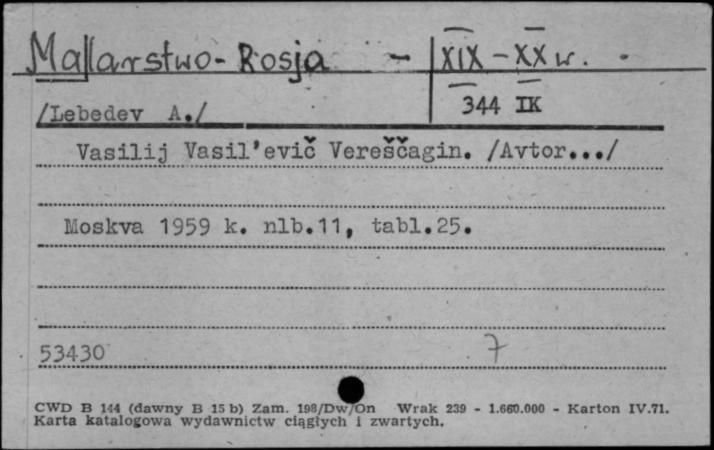 Malarstwo - Rosja - XIX - XX w.
/Lebedev A./ 344 IK
Vasilij Vasil'evič Vereščagin. /Avtor.../
Moskva 1959 k. nlb.11, tabl.25.
53430 7
CWD B 144 (dawny B 15 b) Zam. 198/Dw/On Wrak 239 - 1.660.000 - Karton IV.71.
Karta katalogowa wydawnictw ciągłych i zwartych.